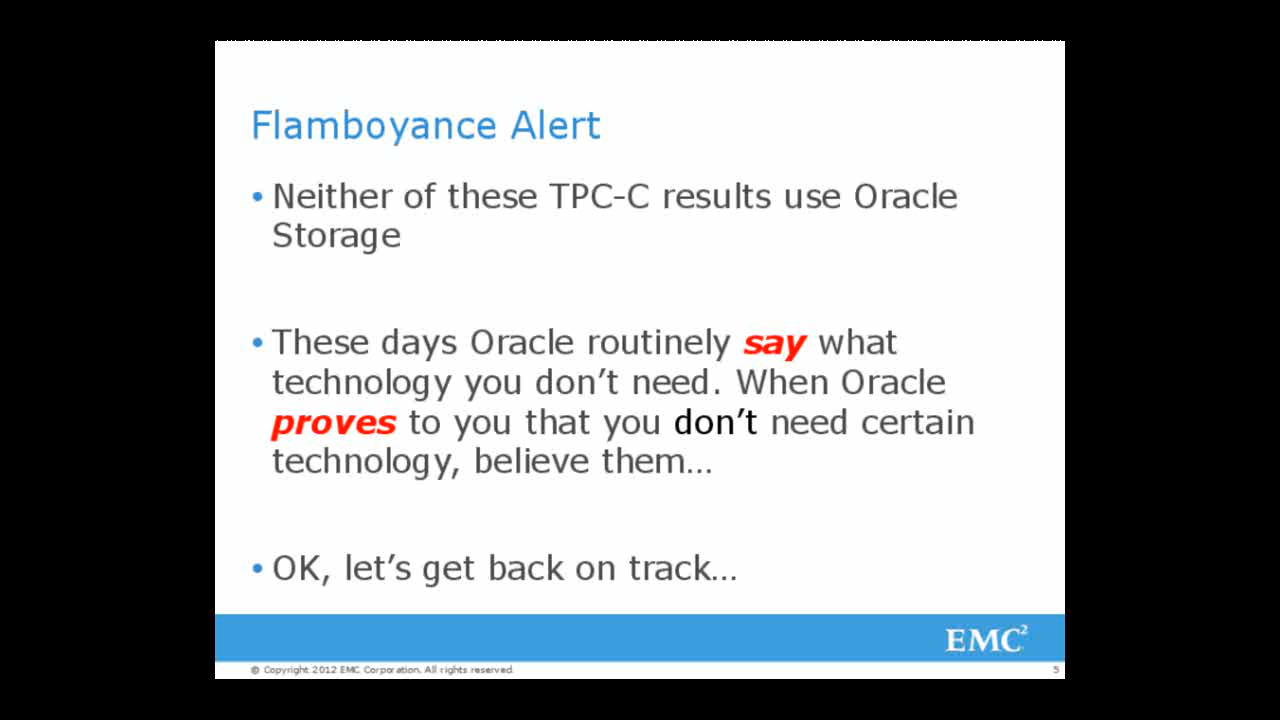 Flamboyance Alert
• Neither of these TPC-C results use Oracle
Storage
• These days Oracle routinely say what
technology you don’t need. When Oracle
proves to you that you don’t need certain
technology, believe them…
• OK, let’s get back on track…
EMC²
© Copyright 2012 EMC Corporation. All rights reserved.
5